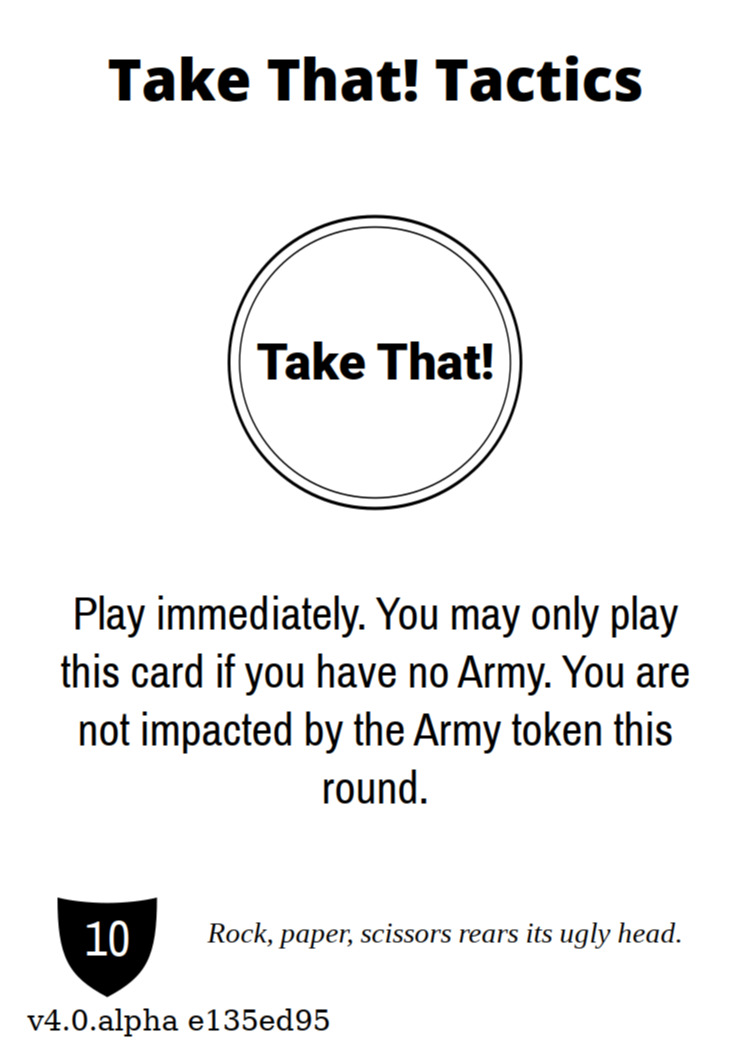 Take That! Tactics
Take That!
Play immediately. You may only play
this card if you have no Army. You are
not impacted by the Army token this
round.
10
Rock, paper, scissors rears its ugly head.
v4.0.alpha e135ed95